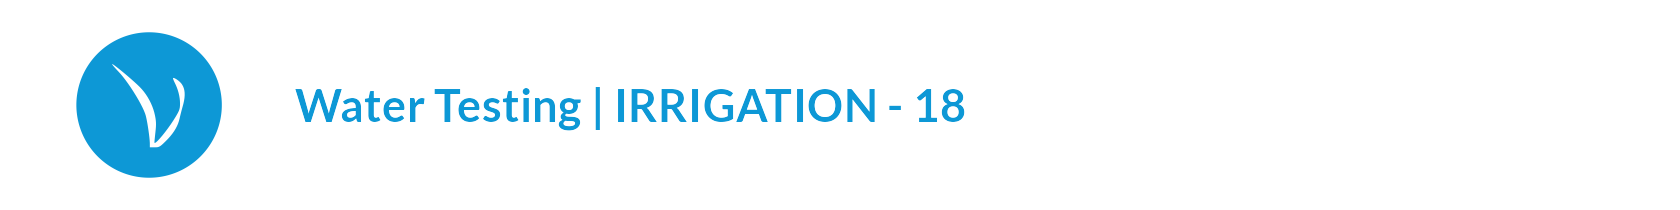 Water Testing | IRRIGATION - 18